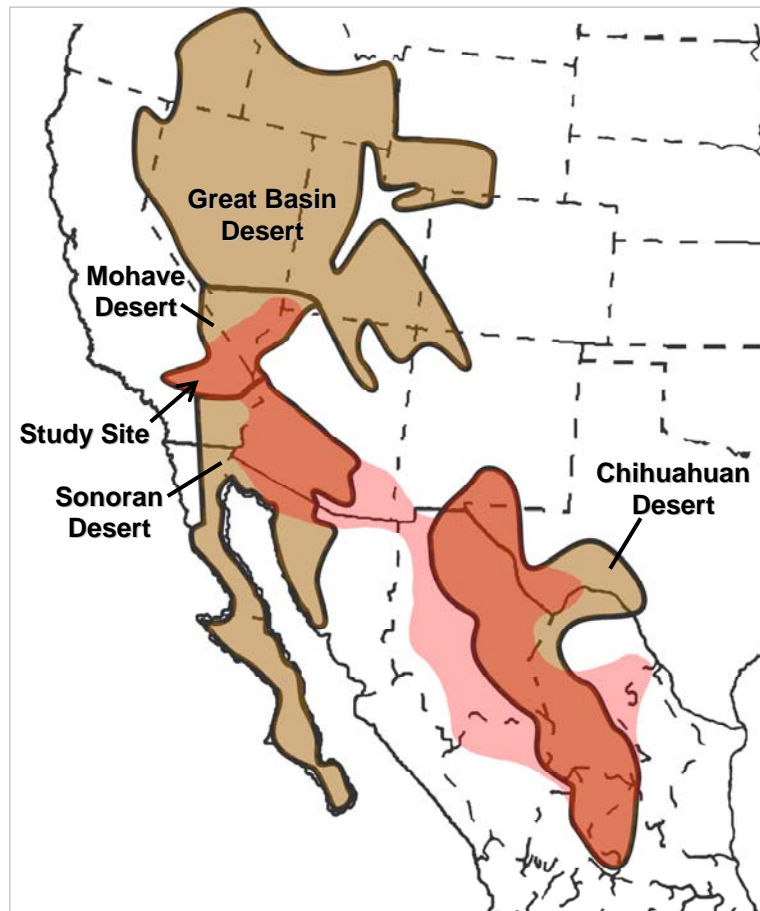 Great Basin
Desert
Mohave
Desert
Study Site
Sonoran
Desert
Chihuahuan
Desert